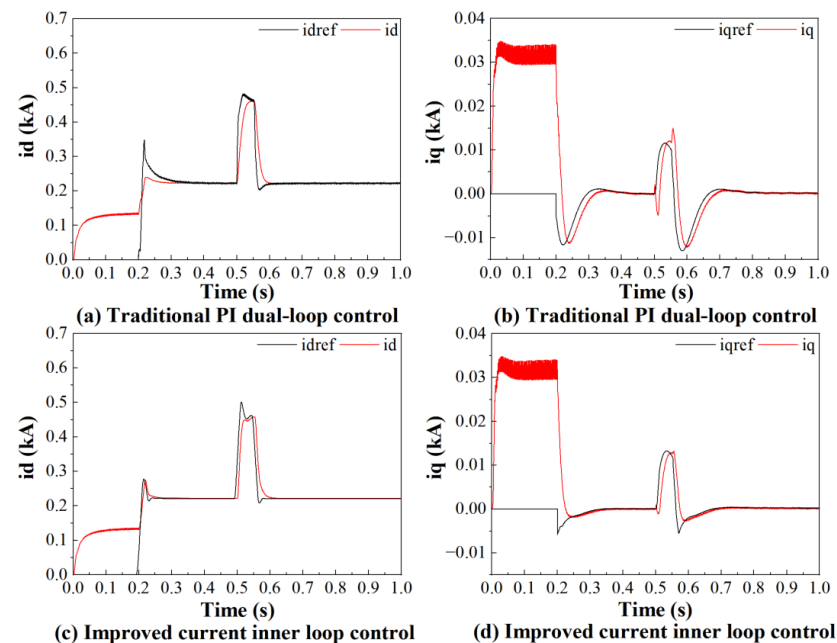 idref id
0.7
0.6
0.5
0.4
0.3
0.2
0.1
0.0
id (kA)
0.0 0.1 0.2 0.3 0.4 0.5 0.6 0.7 0.8 0.9 1.0
Time (s)
(a) Traditional PI dual-loop control
iqref iq
0.04
0.03
0.02
0.01
0.00
−0.01
iq (kA)
0.0 0.1 0.2 0.3 0.4 0.5 0.6 0.7 0.8 0.9 1.0
Time (s)
(b) Traditional PI dual-loop control
idref id
0.7
0.6
0.5
0.4
0.3
0.2
0.1
0.0
id (kA)
0.0 0.1 0.2 0.3 0.4 0.5 0.6 0.7 0.8 0.9 1.0
Time (s)
(c) Improved current inner loop control
iqref iq
0.04
0.03
0.02
0.01
0.00
−0.01
iq (kA)
0.0 0.1 0.2 0.3 0.4 0.5 0.6 0.7 0.8 0.9 1.0
Time (s)
(d) Improved current inner loop control